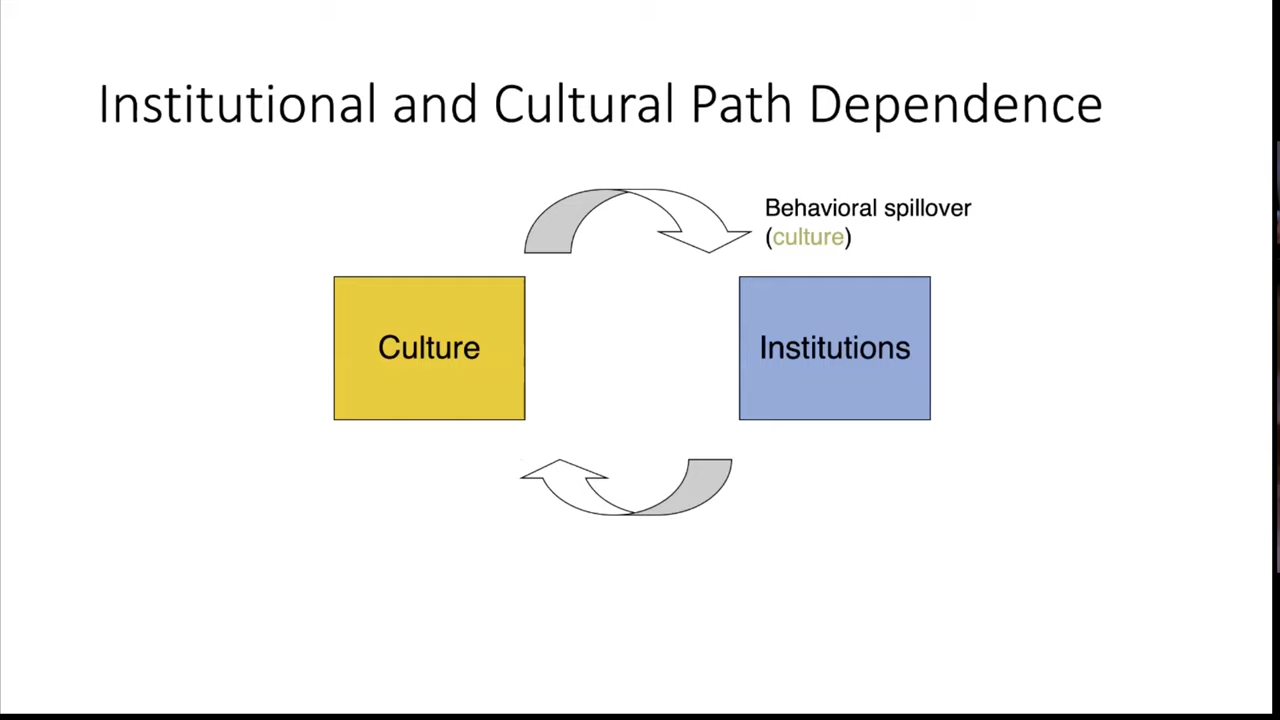 Institutional and Cultural Path Dependence
Behavioral spillover
(culture)
Culture
Institutions